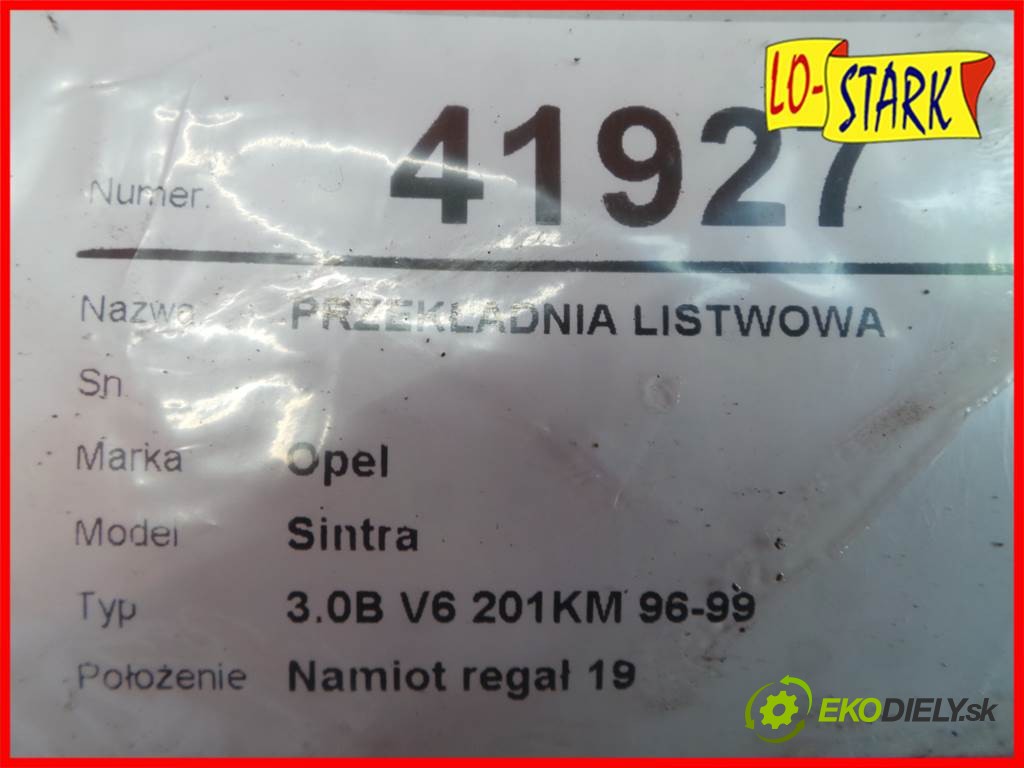 LO-STARK
Numer. 41927
Nazwa PRZEKŁADNIA LISTWOWA
Sn.
Marka Opel
Model Sintra
Typ 3.0B V6 201KM 96-99
Położenie Namiot regał 19
EKODIELY.sk